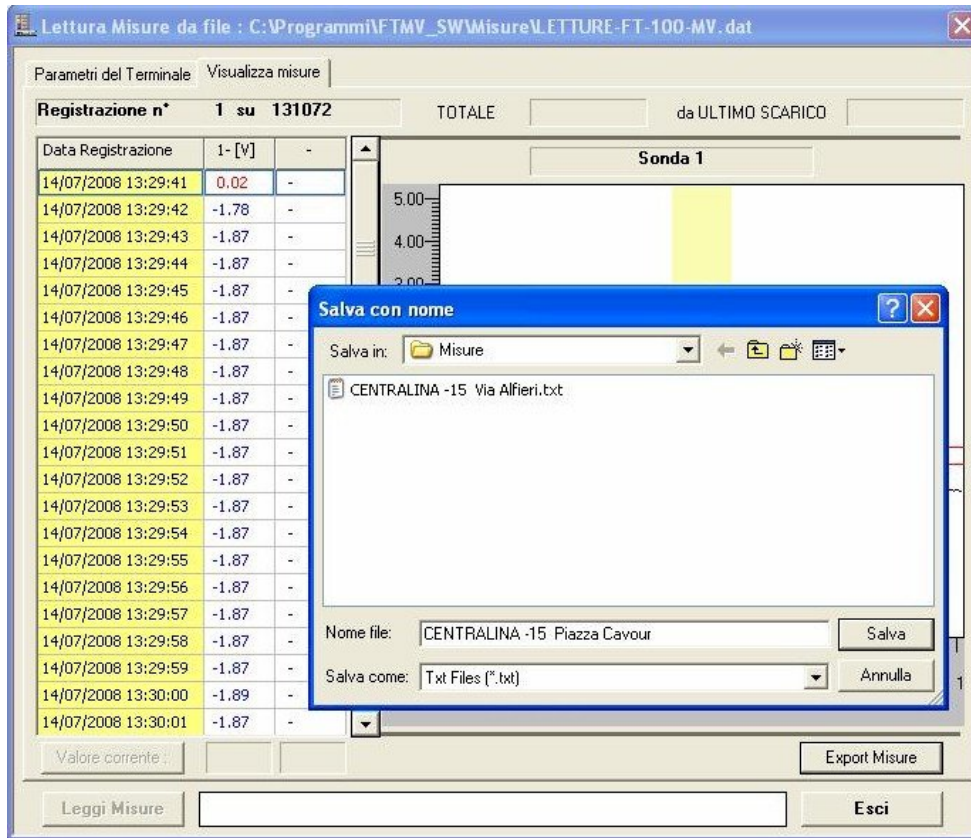 Lettura Misure da file : C:\Programmi\FTMV_SW\Misure\LETTURE-FT-100-MV.dat
Parametri del Terminale Visualizza misure
Registrazione n° 1 su 131072 TOTALE da ULTIMO SCARICO
Data Registrazione 1- [V] -
Sonda 1
14/07/2008 13:29:41 0.02 -
14/07/2008 13:29:42 -1.78 -
14/07/2008 13:29:43 -1.87 -
14/07/2008 13:29:44 -1.87 -
14/07/2008 13:29:45 -1.87 -
14/07/2008 13:29:46 -1.87 -
14/07/2008 13:29:47 -1.87 -
14/07/2008 13:29:48 -1.87 -
14/07/2008 13:29:49 -1.87 -
14/07/2008 13:29:50 -1.87 -
14/07/2008 13:29:51 -1.87 -
14/07/2008 13:29:52 -1.87 -
14/07/2008 13:29:53 -1.87 -
14/07/2008 13:29:54 -1.87 -
14/07/2008 13:29:55 -1.87 -
14/07/2008 13:29:56 -1.87 -
14/07/2008 13:29:57 -1.87 -
14/07/2008 13:29:58 -1.87 -
14/07/2008 13:29:59 -1.87 -
14/07/2008 13:30:00 -1.89 -
14/07/2008 13:30:01 -1.87 -
5.00
4.00
Salva con nome
Salva in: Misure
CENTRALINA -15 Via Alfieri.txt
Nome file: CENTRALINA -15 Piazza Cavour Salva
Salva come: Txt Files (*.txt) Annulla
Valore corrente : Export Misure
Leggi Misure Esci